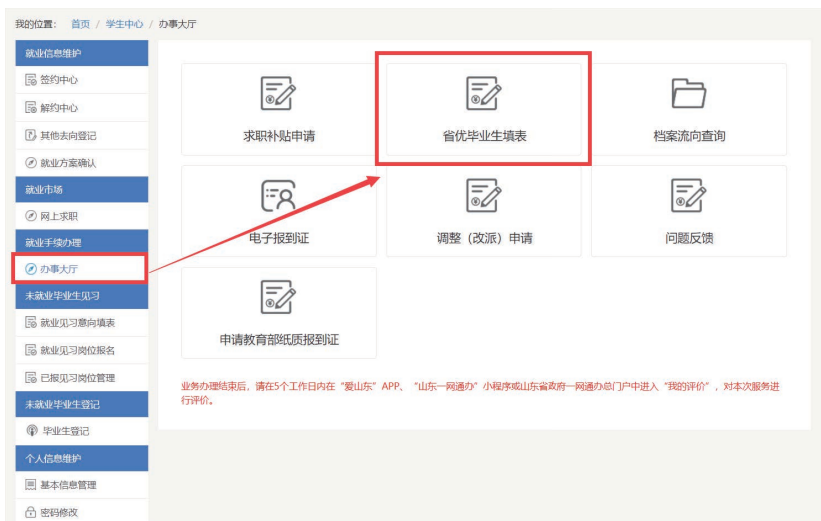 我的位置： 首页 / 学生中心 / 办事大厅
就业信息维护
签约中心
解约中心
其他去向登记
就业方案确认
就业市场
网上求职
就业手续办理
办事大厅
未就业毕业生见习
就业见习意向填表
就业见习岗位报名
已报见习岗位管理
未就业毕业生登记
毕业生登记
个人信息维护
基本信息管理
密码修改
求职补贴申请
省优毕业生填表
档案流向查询
电子报到证
调整（改派）申请
问题反馈
申请教育部纸质报到证
业务办理结束后，请在5个工作日内在“爱山东”APP、“山东一网通办”小程序或山东省政府一网通办总门户中进入“我的评价”，对本次服务进
行评价。